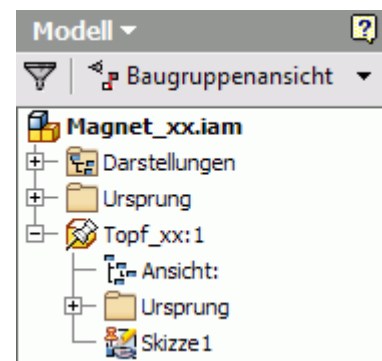 Modell
Baugruppenansicht
Magnet_xx.iam
Darstellungen
Ursprung
Topf_xx:1
Ansicht:
Ursprung
Skizze1